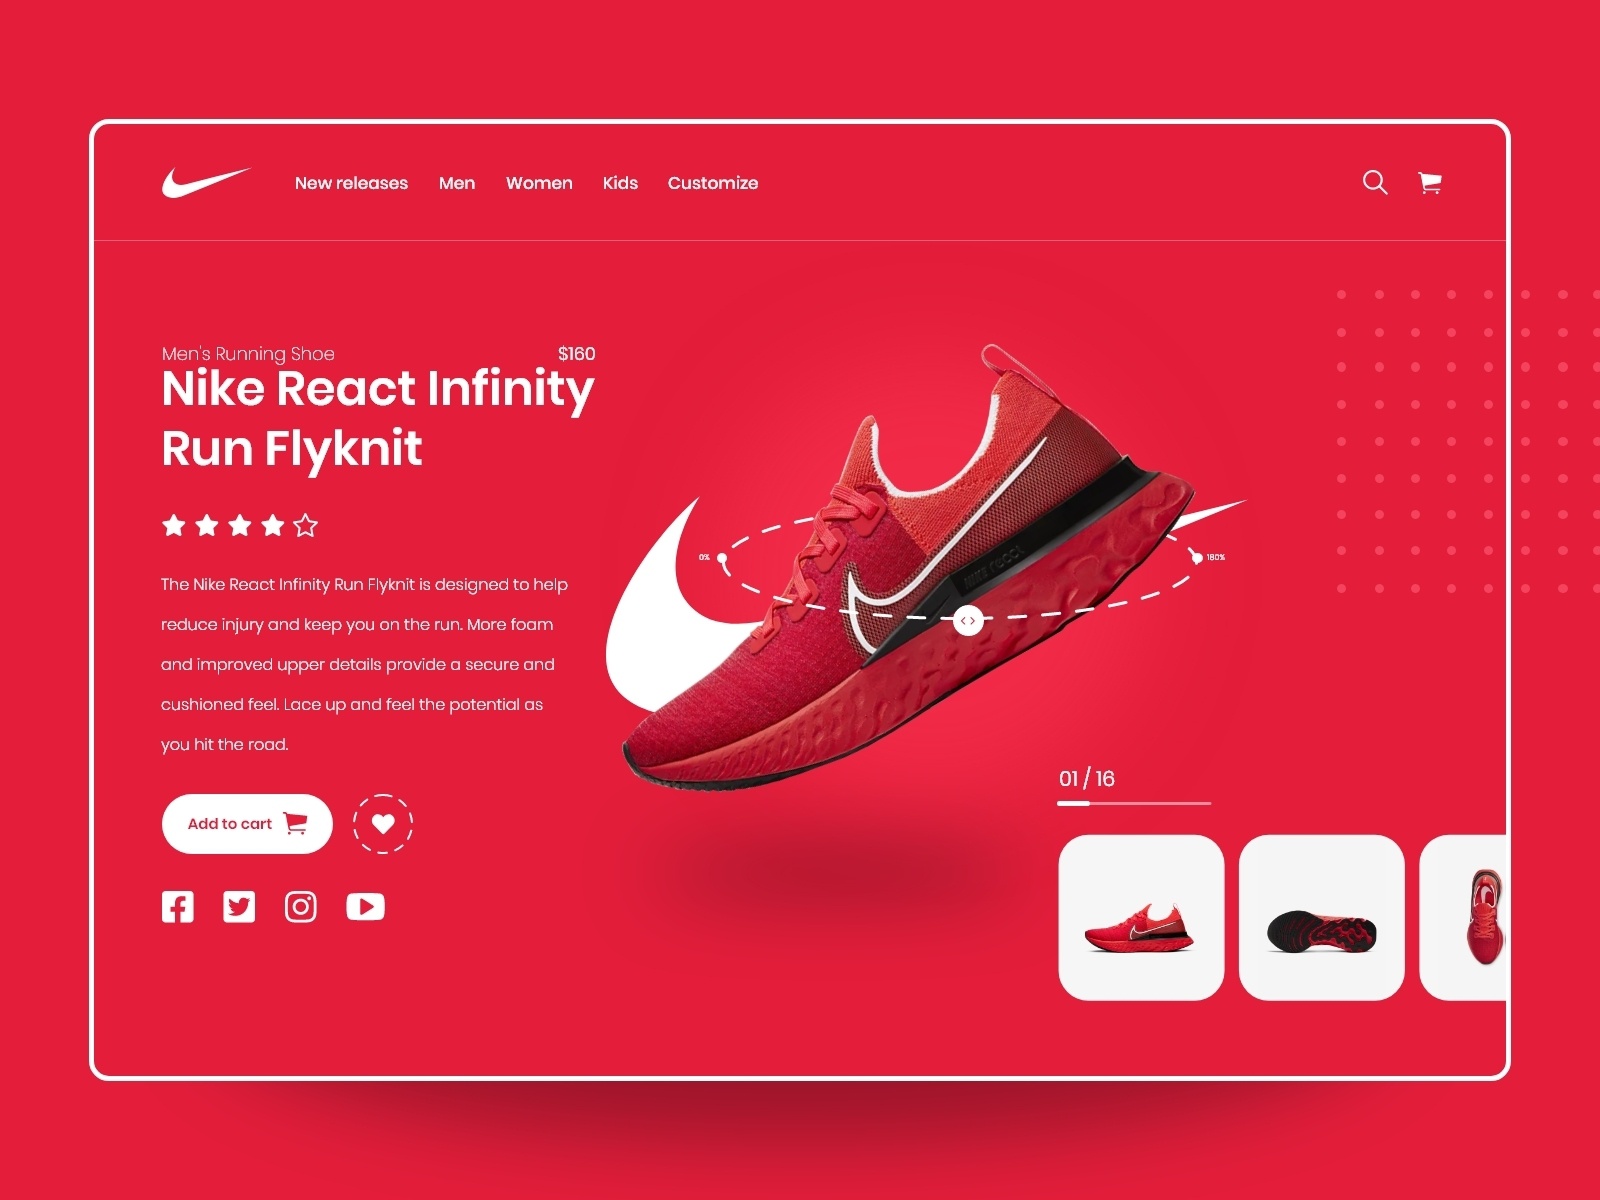 New releases Men Women Kids Customize
Men's Running Shoe $160
Nike React Infinity
Run Flyknit
The Nike React Infinity Run Flyknit is designed to help
reduce injury and keep you on the run. More foam
and improved upper details provide a secure and
cushioned feel. Lace up and feel the potential as
you hit the road.
0%
180%
nike react
Add to cart
01 / 16